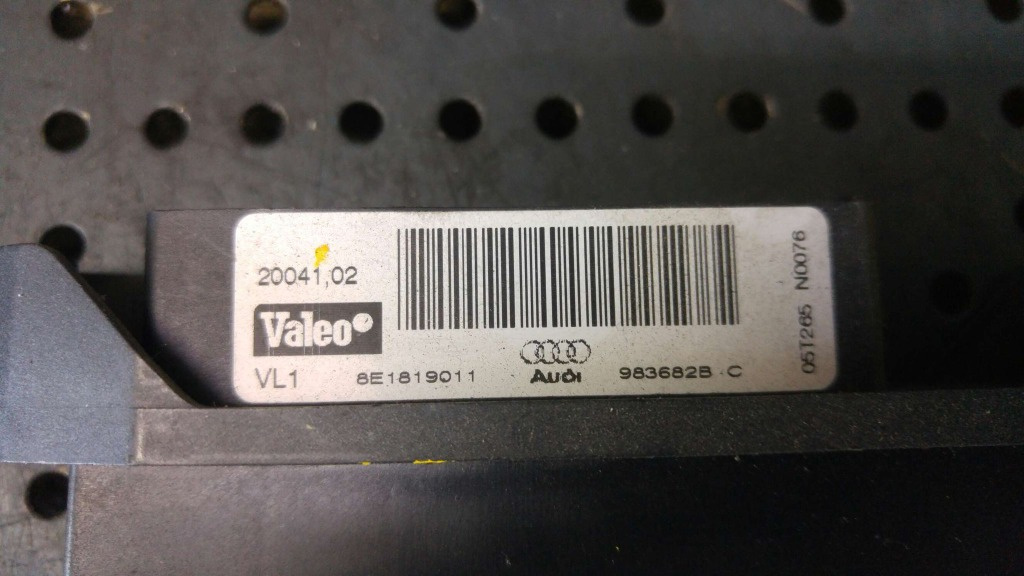 20041,02
Valeo
VL1
8E1819011
Audi
983682B C
05T265 N0076